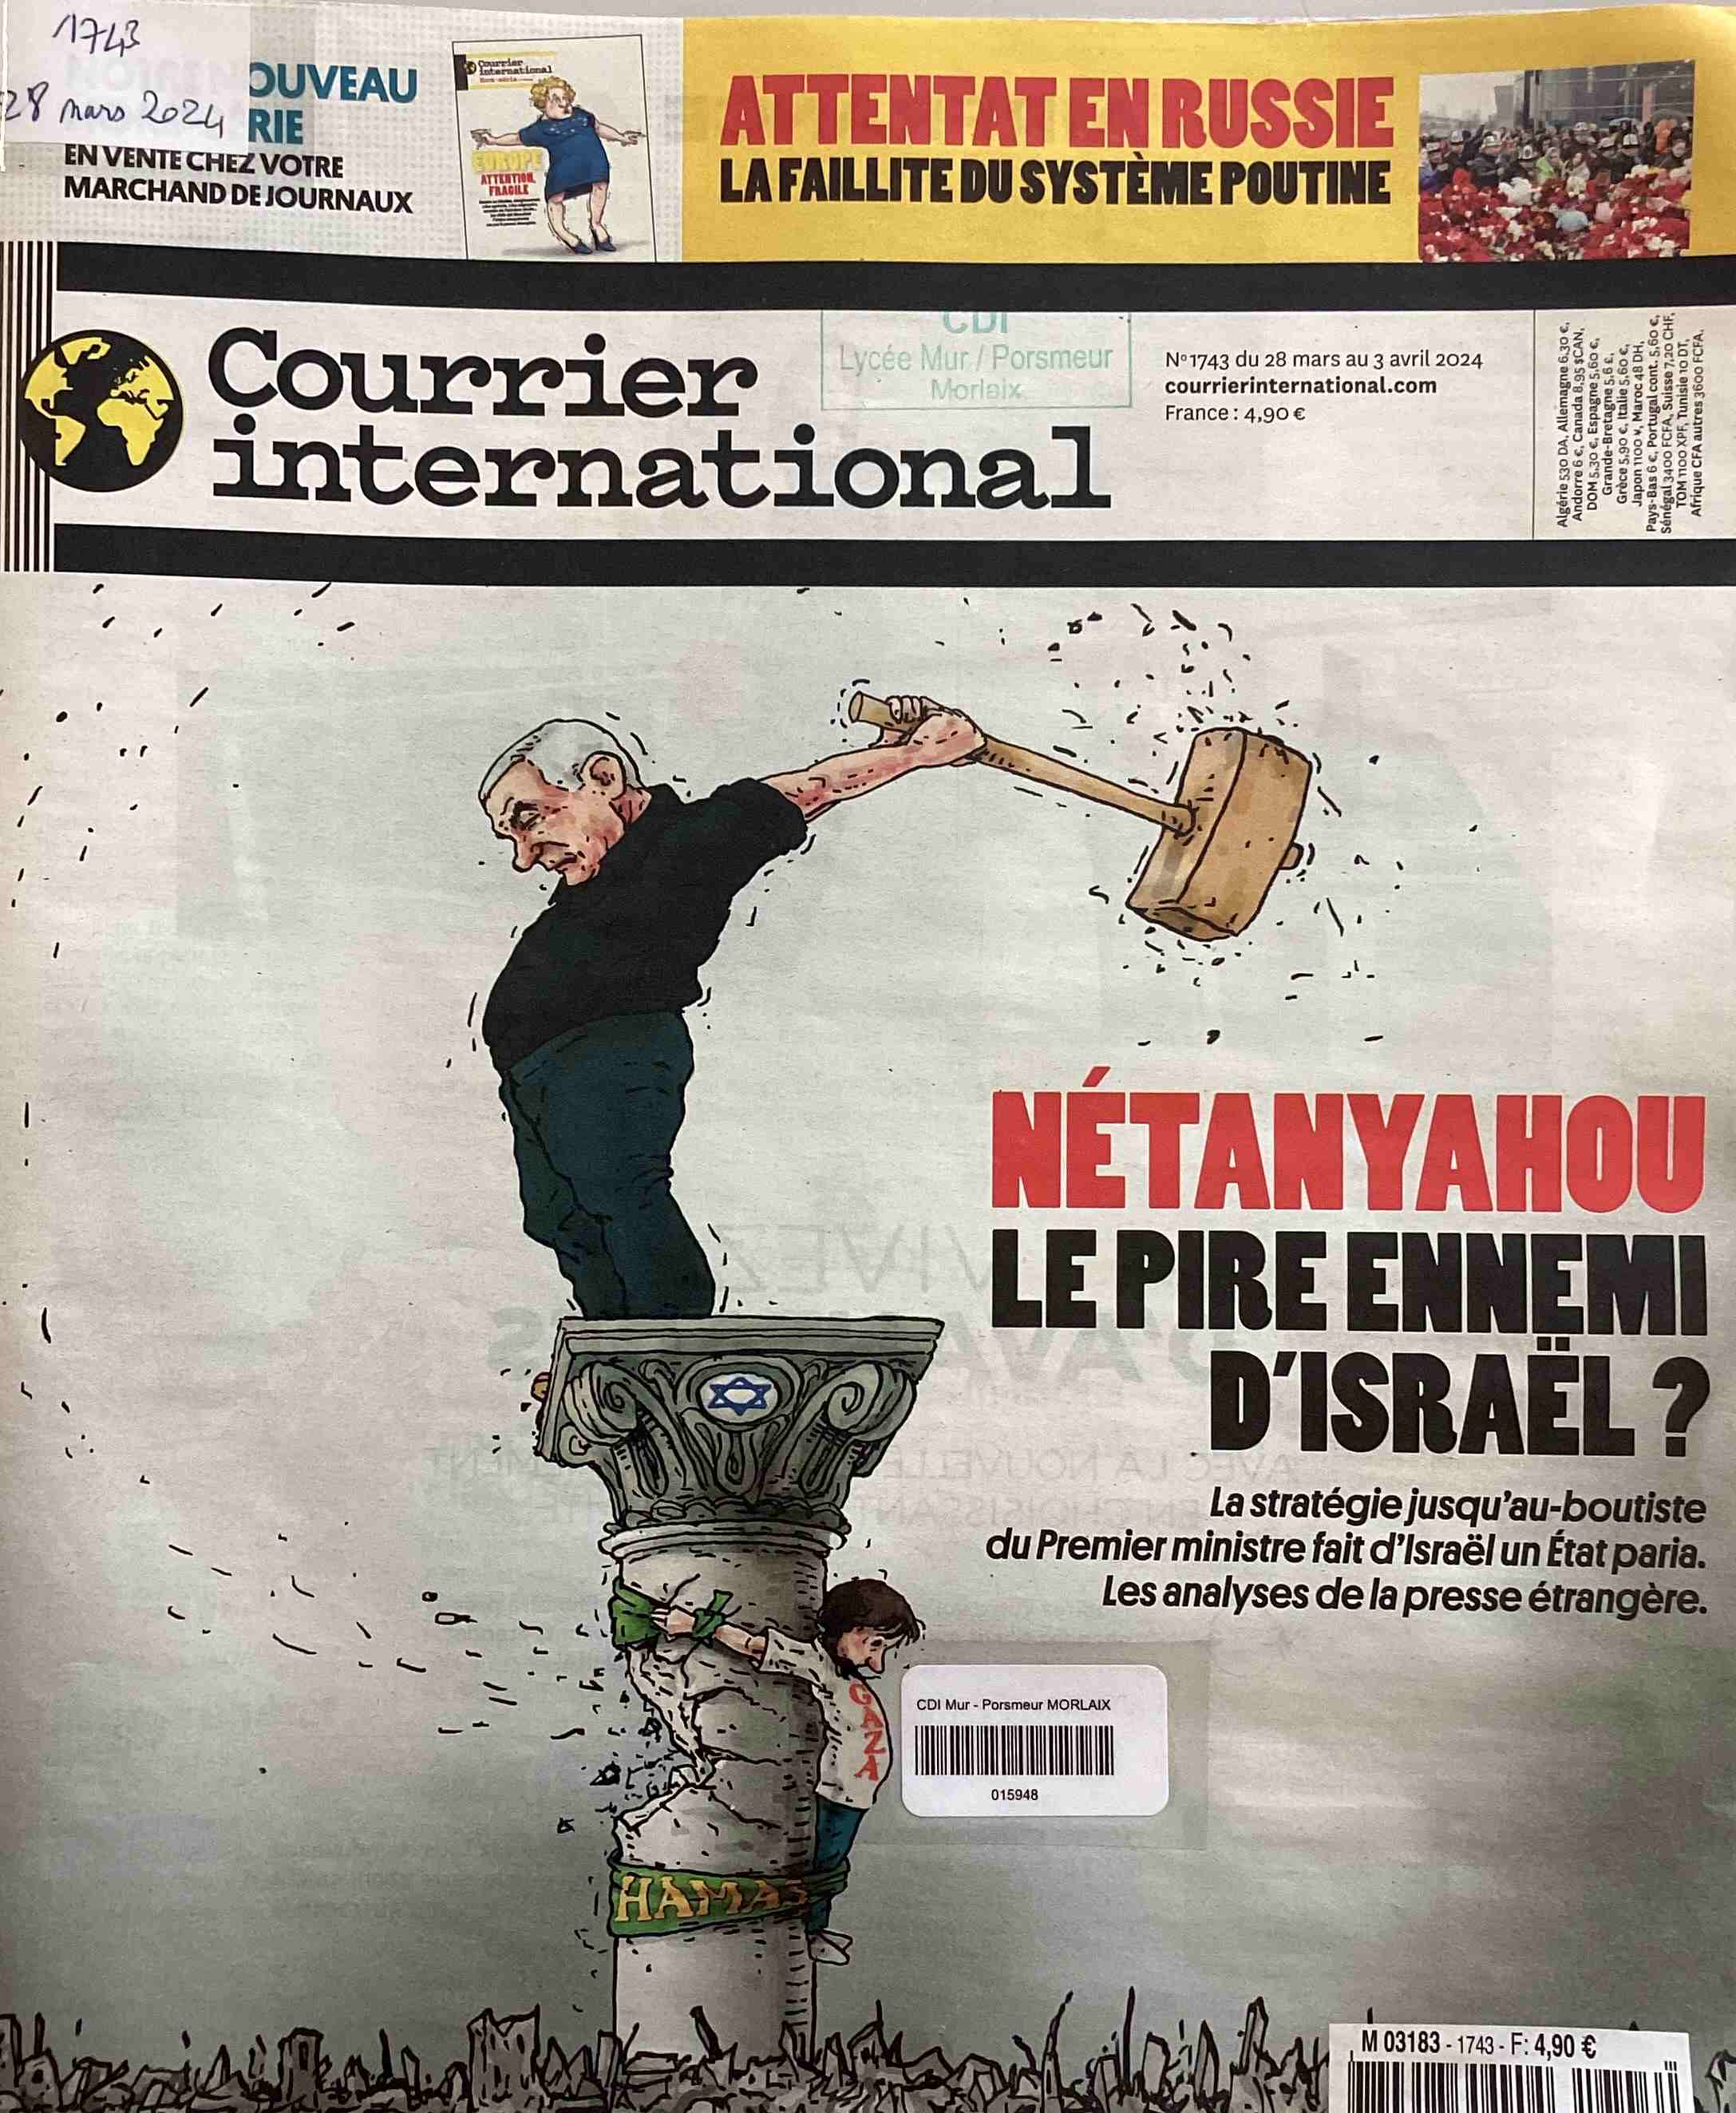 1743
28 mars 2024
OUVEAU
RIE
EN VENTE CHEZ VOTRE
MARCHAND DE JOURNAUX
Courrier
international
EUROPE
ATTENTION
FRAGILE
ATTENTAT EN RUSSIE
LA FAILLITE DU SYSTÈME POUTINE
Courrier
international
CDI
Lycée Mur / Porsmeur
Morlaix
N° 1743 du 28 mars au 3 avril 2024
courrierinternational.com
France : 4,90 €
Algérie 530 DA, Allemagne 6,30 €,
Andorre 6 €, Canada 8,95 $CAN,
DOM 5,30 €, Espagne 5,60 €,
Grande-Bretagne 5,6 £,
Grèce 5,90 €, Italie 5,60 €,
Japon 1100 ¥, Maroc 48 DH,
Pays-Bas 6 €, Portugal cont. 5,60 €,
Sénégal 3400 FCFA, Suisse 7,20 CHF,
TOM 1100 XPF, Tunisie 10 DT,
Afrique CFA autres 3600 FCFA.
NÉTANYAHOU
LE PIRE ENNEMI
D'ISRAËL ?
La stratégie jusqu'au-boutiste
du Premier ministre fait d'Israël un État paria.
Les analyses de la presse étrangère.
GAZA
CDI Mur - Porsmeur MORLAIX
015948
HAMAS
M 03183 - 1743 - F: 4,90 €